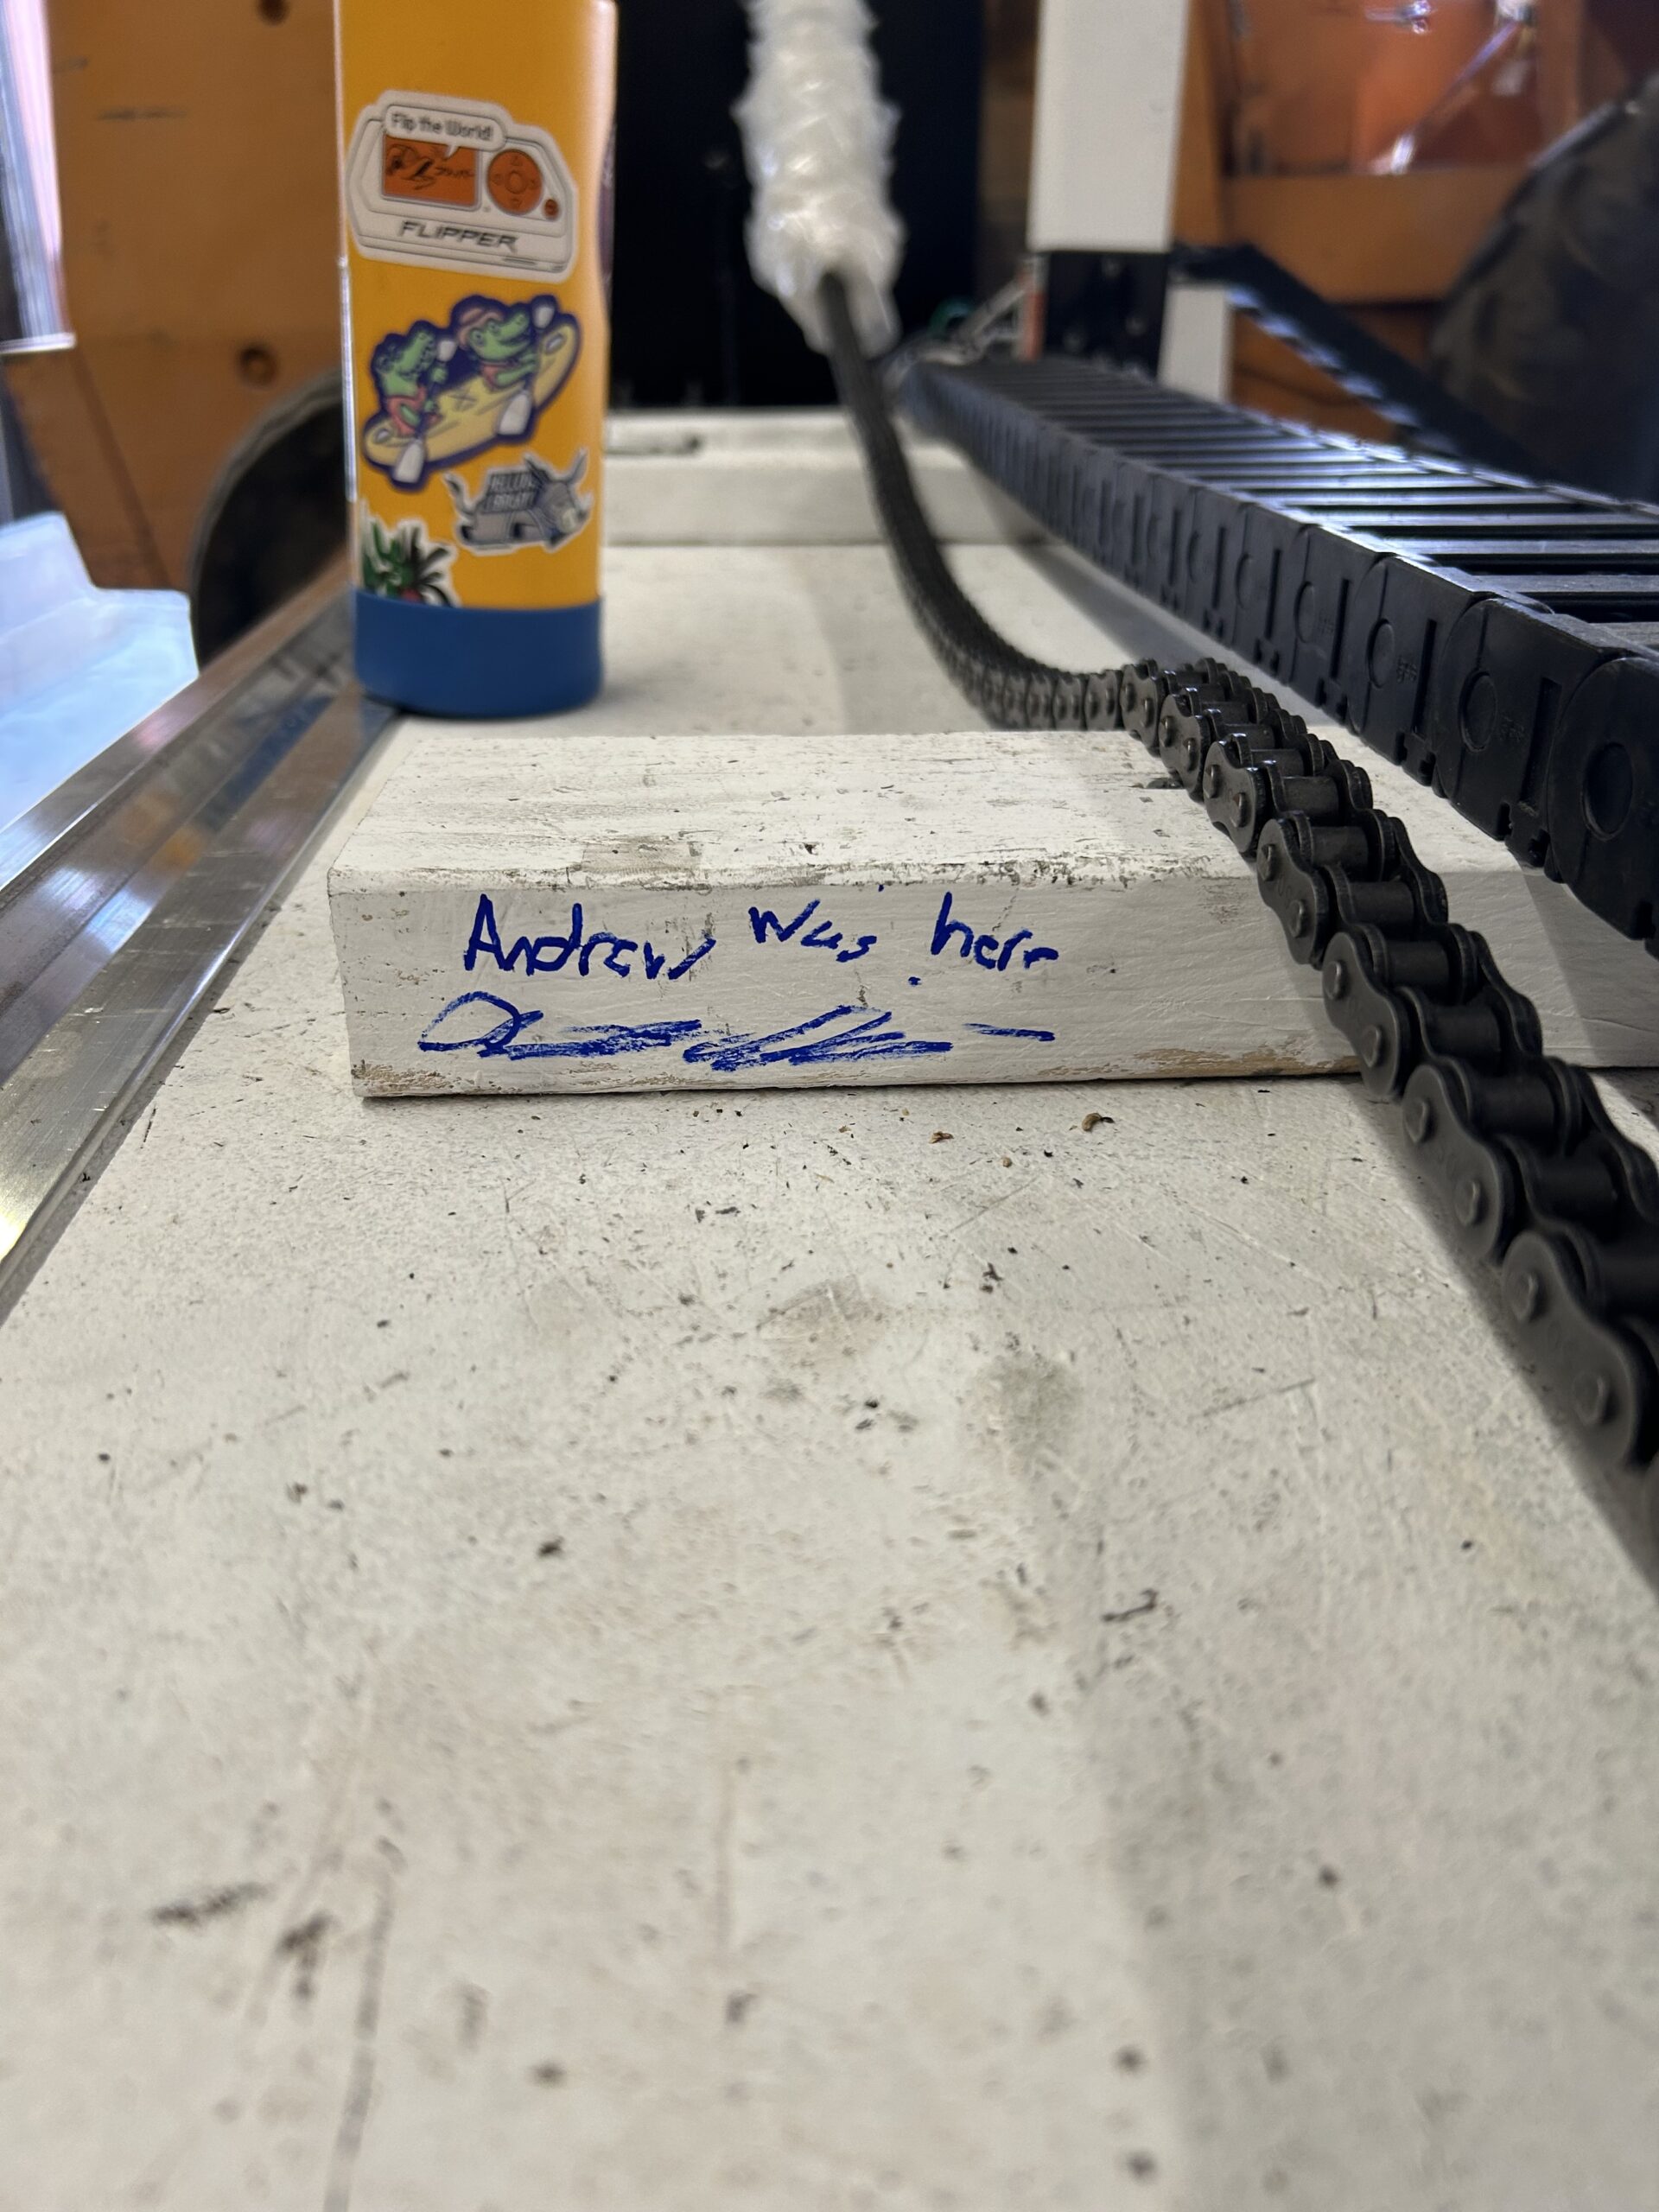 Flip the World!
FLIPPER
Andrew was here